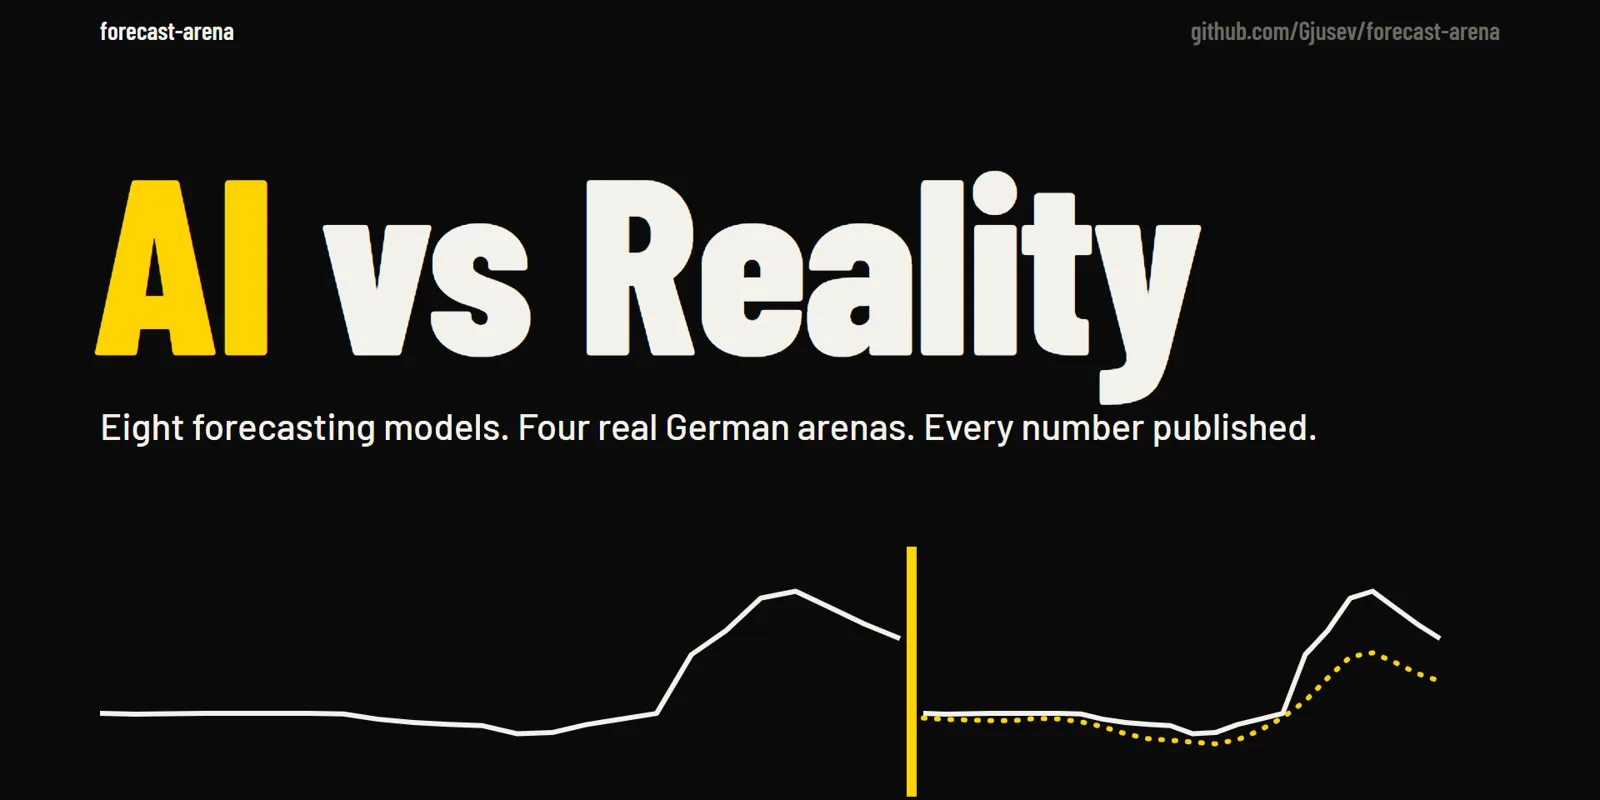 forecast-arena
github.com/Gjusev/forecast-arena
AI vs Reality
Eight forecasting models. Four real German arenas. Every number published.